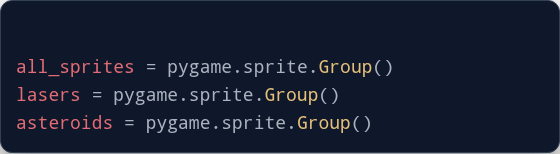 all_sprites = pygame.sprite.Group()
lasers = pygame.sprite.Group()
asteroids = pygame.sprite.Group()